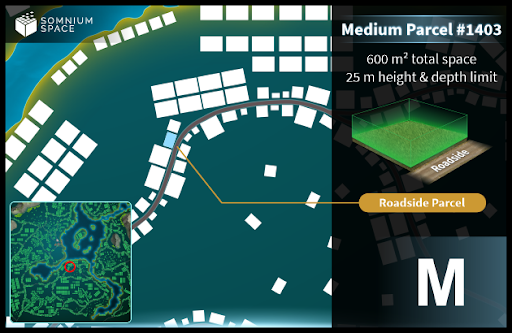 SOMNIUM
SPACE
Medium Parcel #1403
600 m² total space
25 m height & depth limit
Roadside
Roadside Parcel
M